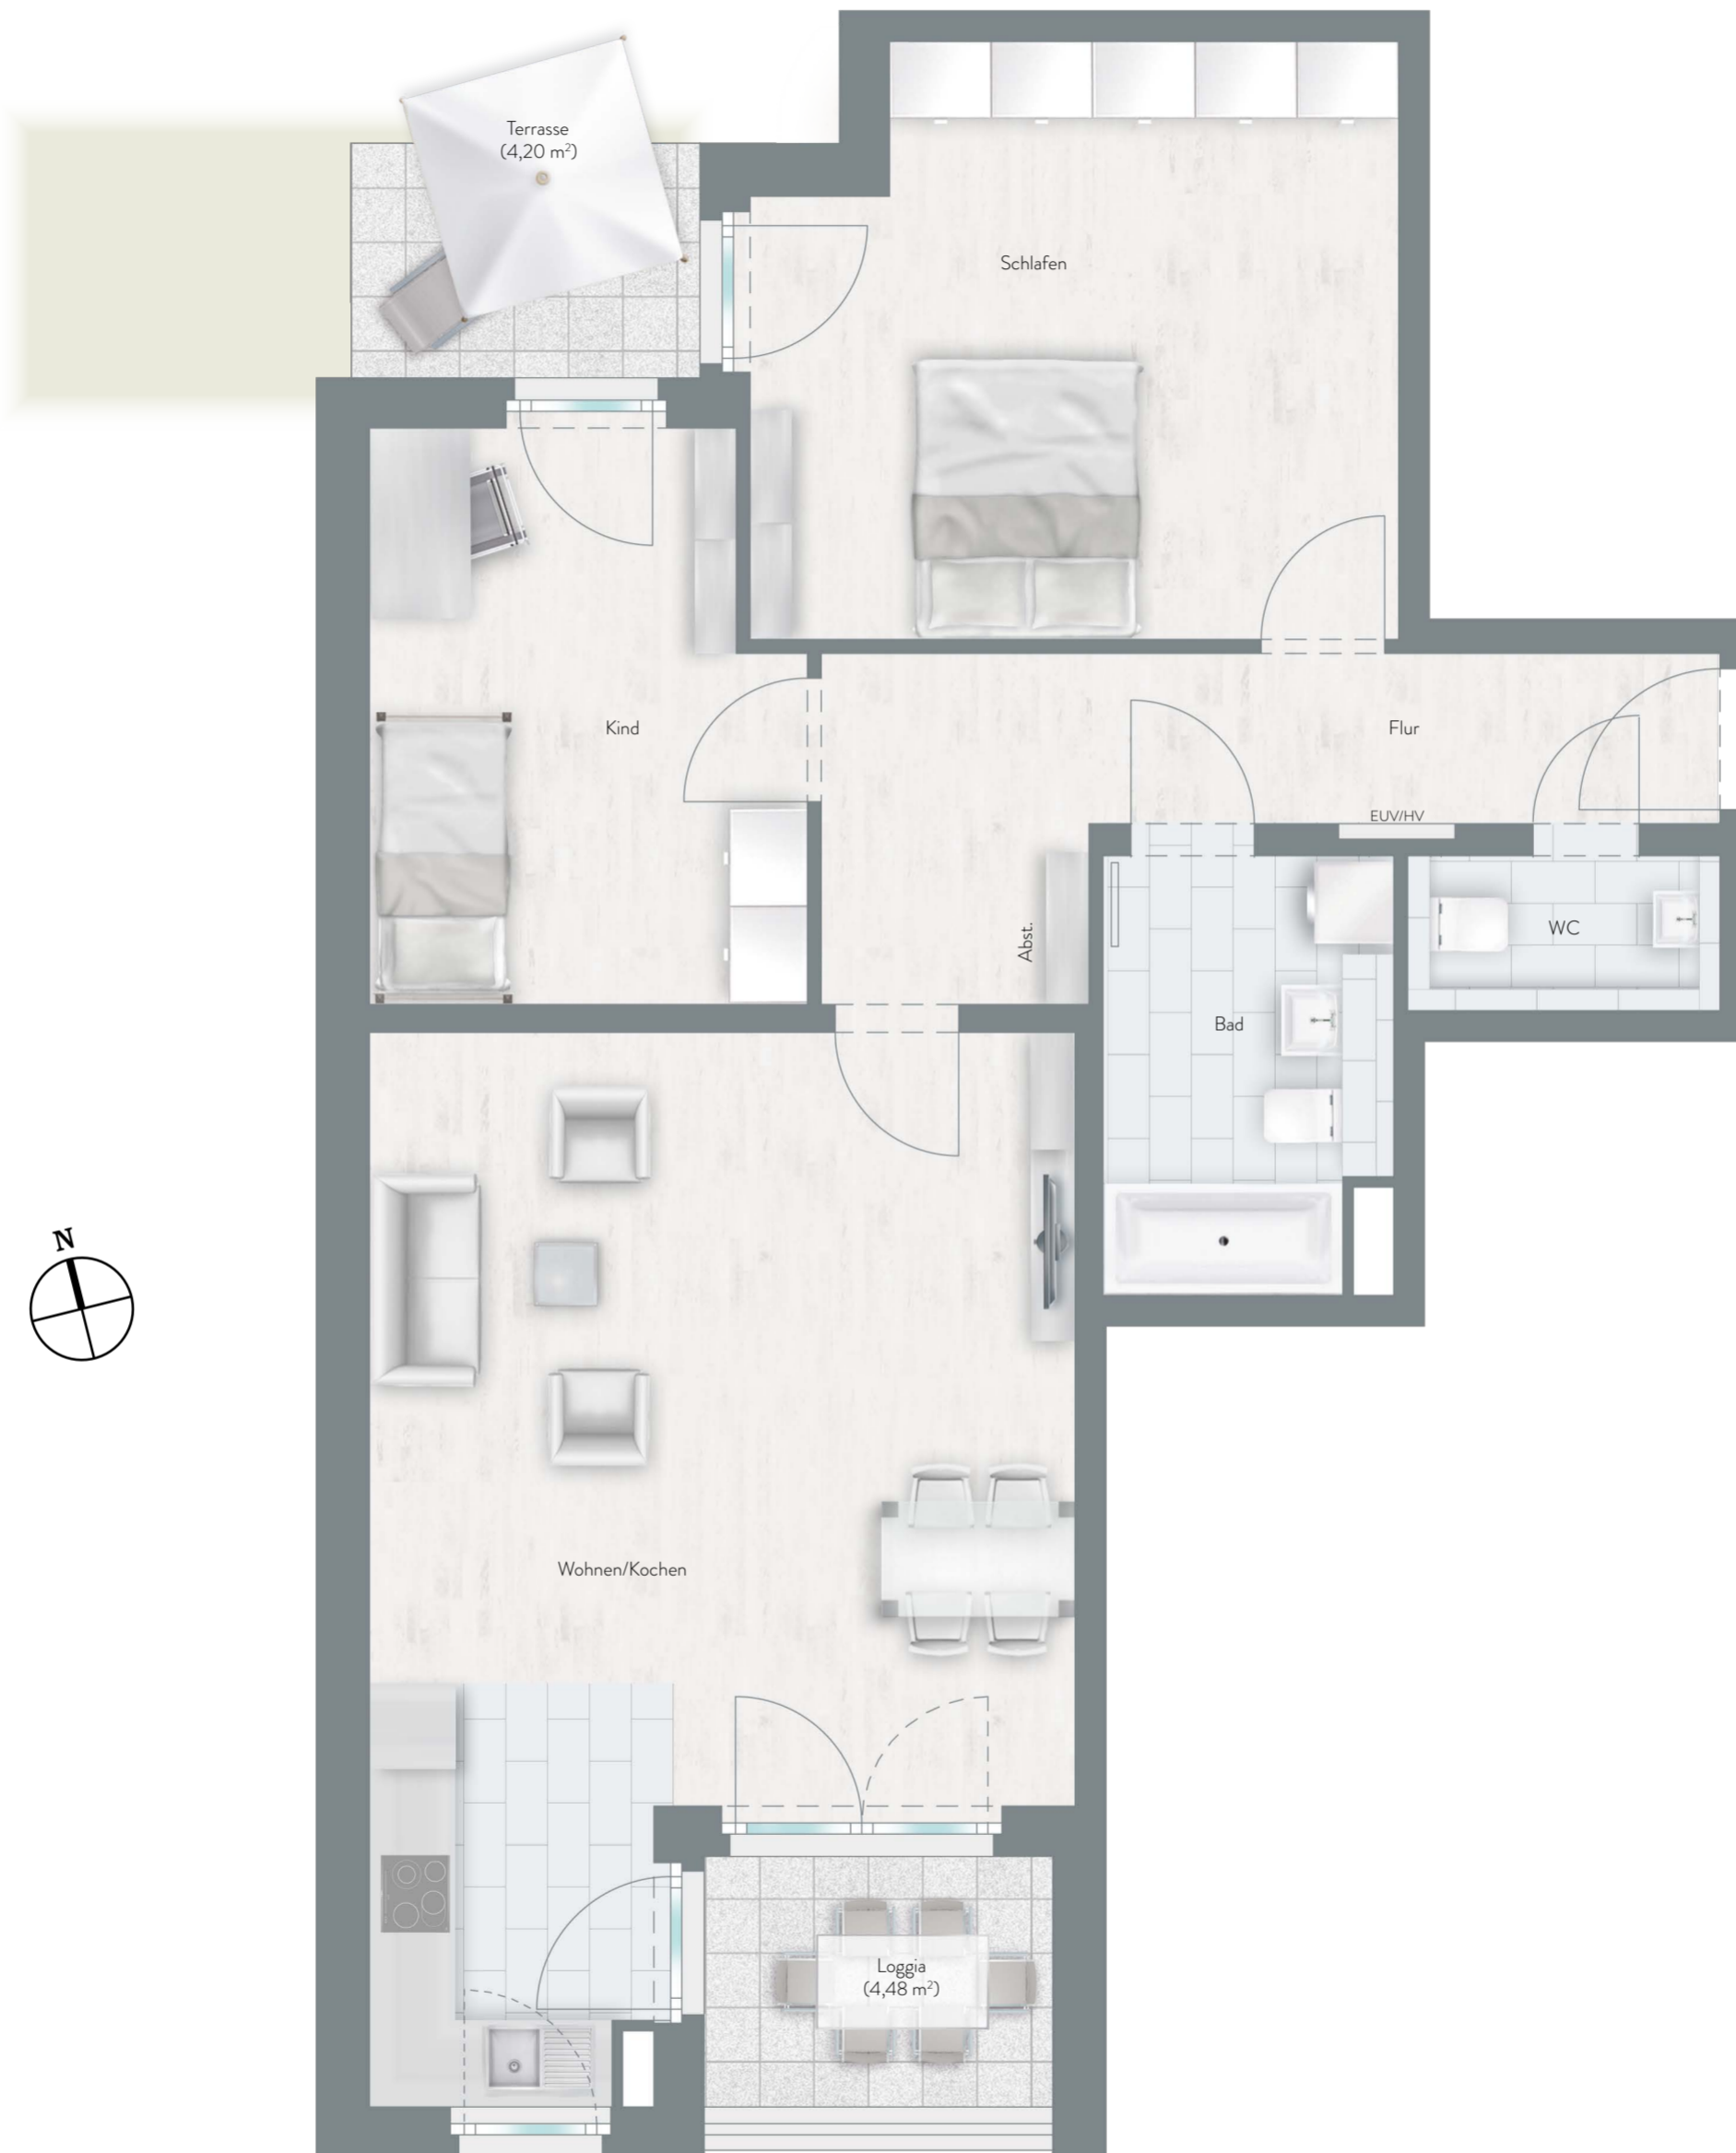 Terrasse
(4,20 m²)
Schlafen
Kind
Flur
EUV/HV
Abst.
WC
Bad
N
Wohnen/Kochen
Loggia
(4,48 m²)